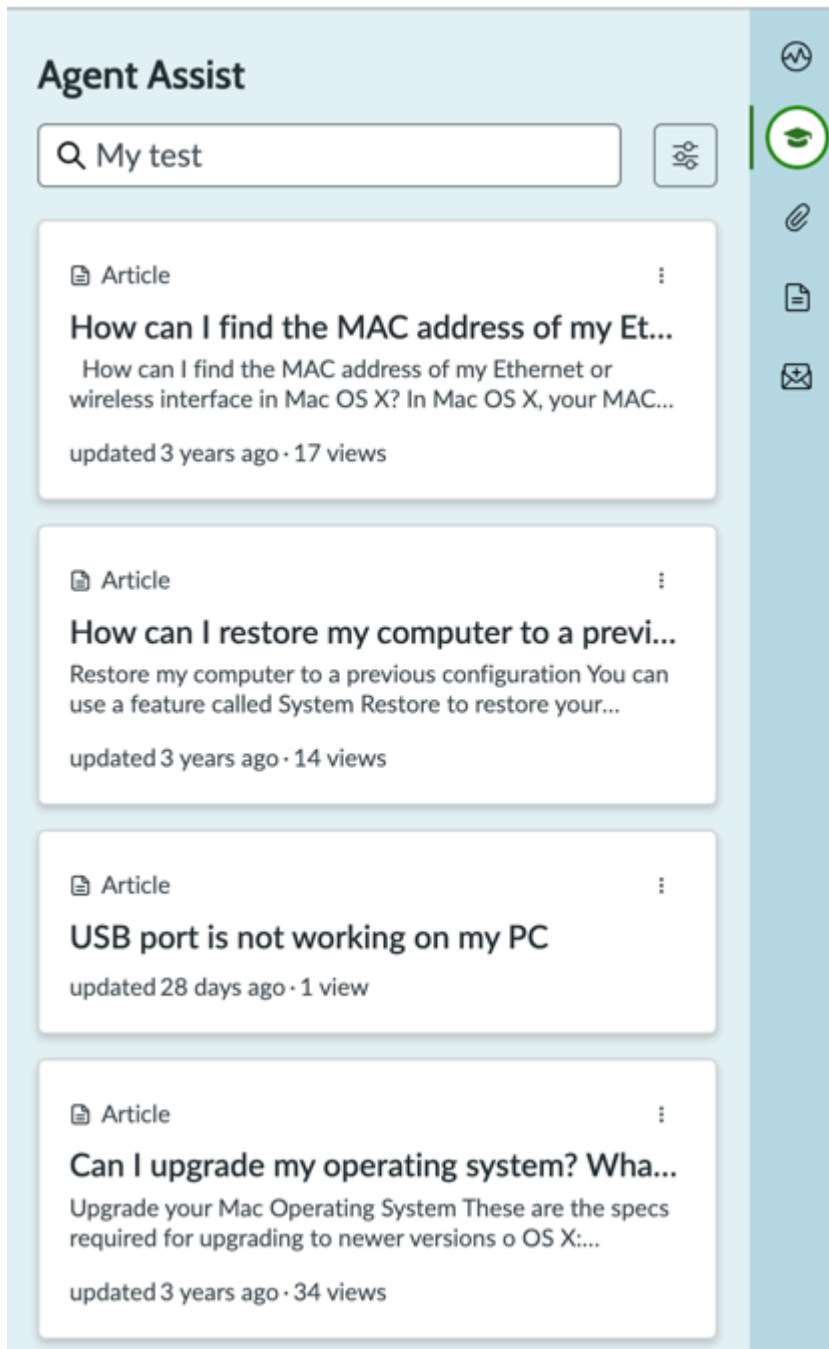 Agent Assist
My test
Article
How can I find the MAC address of my Et...
How can I find the MAC address of my Ethernet or
wireless interface in Mac OS X? In Mac OS X, your MAC...
updated 3 years ago · 17 views
Article
How can I restore my computer to a previ...
Restore my computer to a previous configuration You can
use a feature called System Restore to restore your...
updated 3 years ago · 14 views
Article
USB port is not working on my PC
updated 28 days ago · 1 view
Article
Can I upgrade my operating system? Wha...
Upgrade your Mac Operating System These are the specs
required for upgrading to newer versions o OS X:...
updated 3 years ago · 34 views